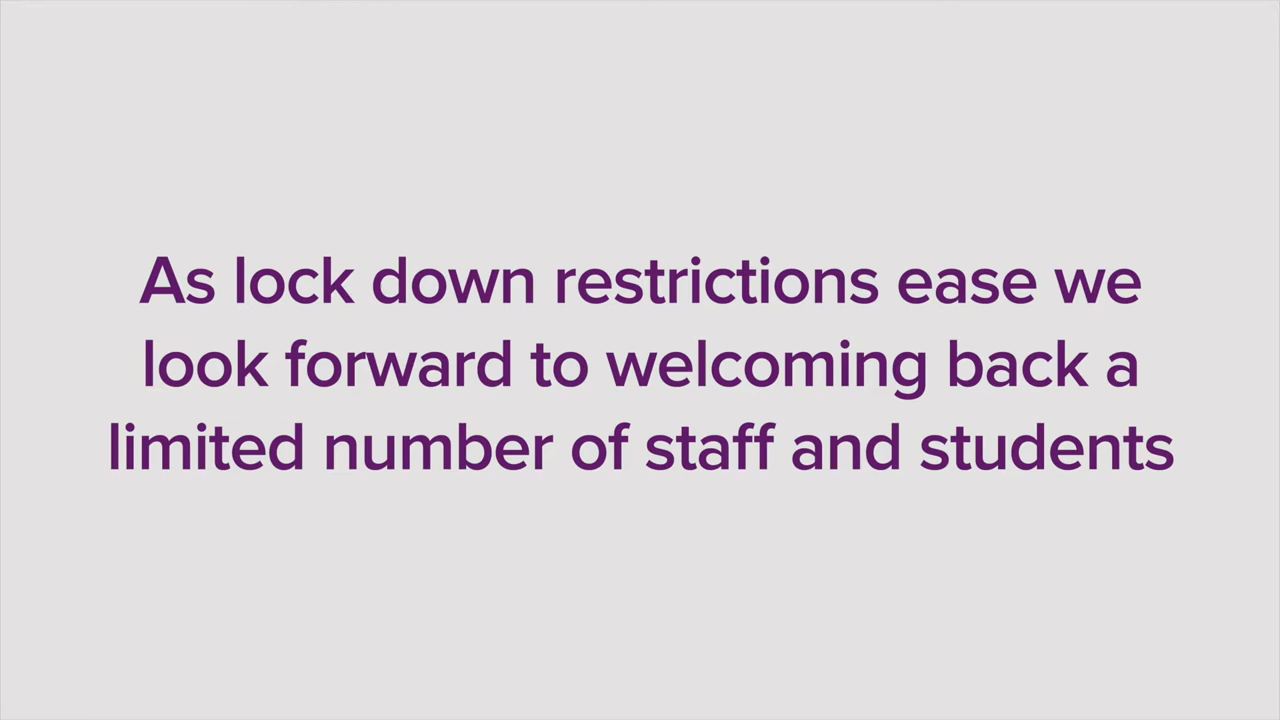 As lock down restrictions ease we
look forward to welcoming back a
limited number of staff and students